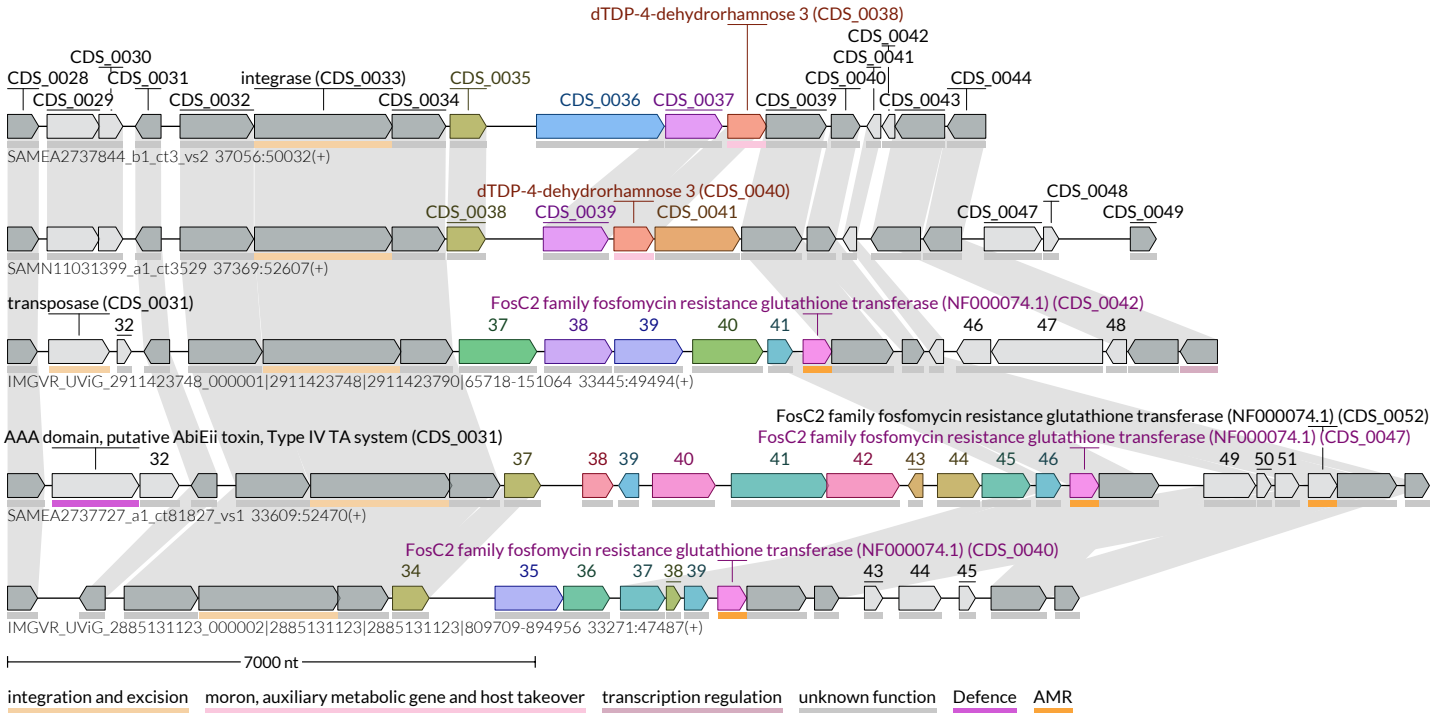 dTDP-4-dehydrorhamnose 3 (CDS_0038)
CDS_0042
CDS_0030 CDS_0041
CDS_0028 CDS_0031 integrase (CDS_0033) CDS_0035 CDS_0040 CDS_0044
CDS_0029 CDS_0032 CDS_0034 CDS_0036 CDS_0037 CDS_0039 CDS_0043
SAMEA2737844_b1_ct3_vs2 37056:50032(+)
dTDP-4-dehydrorhamnose 3 (CDS_0040) CDS_0048
CDS_0038 CDS_0039 CDS_0041 CDS_0047 CDS_0049
SAMN11031399_a1_ct3529 37369:52607(+)
transposase (CDS_0031) FosC2 family fosfomycin resistance glutathione transferase (NF000074.1) (CDS_0042)
32 37 38 39 40 41 46 47 48
IMGVR_UViG_2911423748_000001|2911423748|2911423790|65718-151064 33445:49494(+)
FosC2 family fosfomycin resistance glutathione transferase (NF000074.1) (CDS_0052)
AAA domain, putative AbiEii toxin, Type IV TA system (CDS_0031) FosC2 family fosfomycin resistance glutathione transferase (NF000074.1) (CDS_0047)
32 37 38 39 40 41 42 43 44 45 46 49 50 51
SAMEA2737727_a1_ct81827_vs1 33609:52470(+)
FosC2 family fosfomycin resistance glutathione transferase (NF000074.1) (CDS_0040)
34 35 36 37 38 39 43 44 45
IMGVR_UViG_2885131123_000002|2885131123|2885131123|809709-894956 33271:47487(+)
7000 nt
integration and excision moron, auxiliary metabolic gene and host takeover transcription regulation unknown function Defence AMR